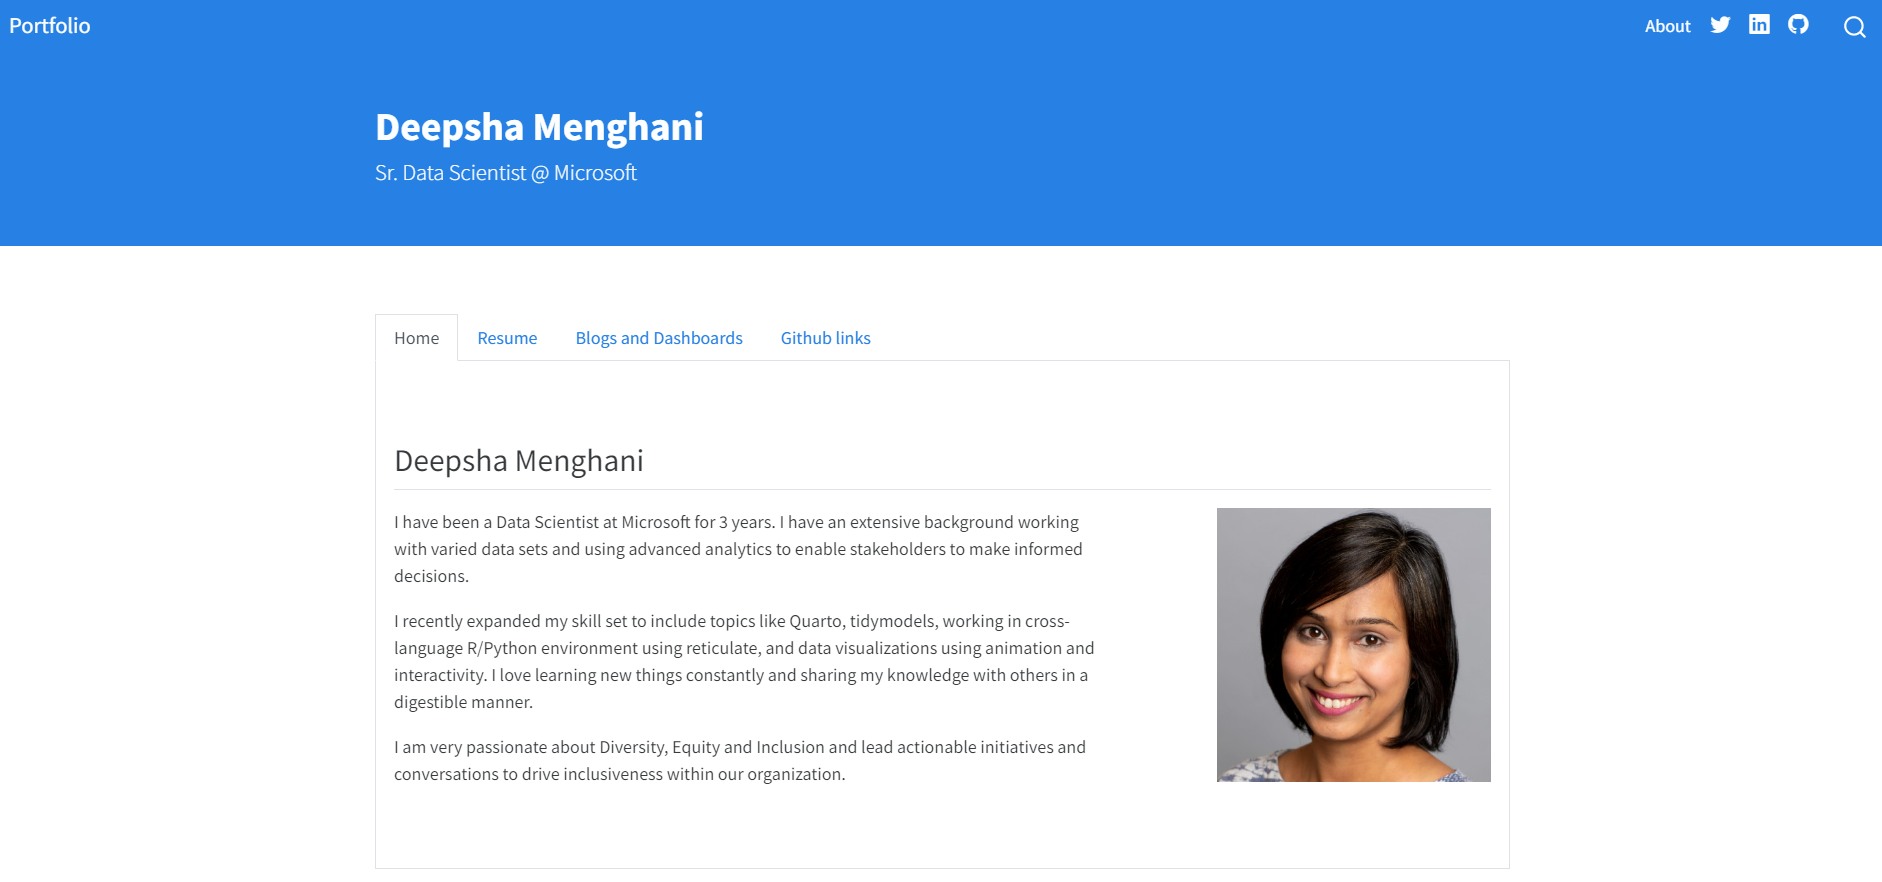 Portfolio
About
Deepsha Menghani
Sr. Data Scientist @ Microsoft
Home Resume Blogs and Dashboards Github links
Deepsha Menghani
I have been a Data Scientist at Microsoft for 3 years. I have an extensive background working
with varied data sets and using advanced analytics to enable stakeholders to make informed
decisions.
I recently expanded my skill set to include topics like Quarto, tidymodels, working in cross-
language R/Python environment using reticulate, and data visualizations using animation and
interactivity. I love learning new things constantly and sharing my knowledge with others in a
digestible manner.
I am very passionate about Diversity, Equity and Inclusion and lead actionable initiatives and
conversations to drive inclusiveness within our organization.